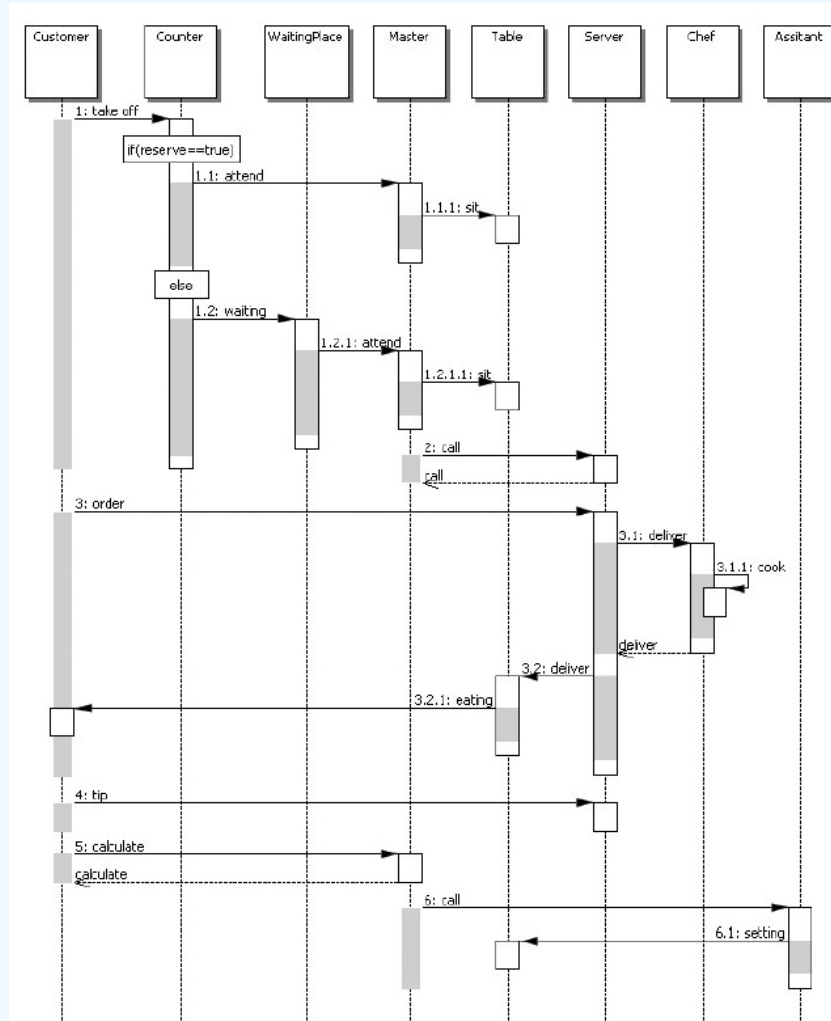 Customer
Counter
WaitingPlace
Master
Table
Server
Chef
Assitant
1: take off
if(reserve==true)
1.1: attend
1.1.1: sit
else
1.2: waiting
1.2.1: attend
1.2.1.1: sit
2: call
call
3: order
3.1: deliver
3.1.1: cook
deliver
3.2: deliver
3.2.1: eating
4: tip
5: calculate
calculate
6: call
6.1: setting